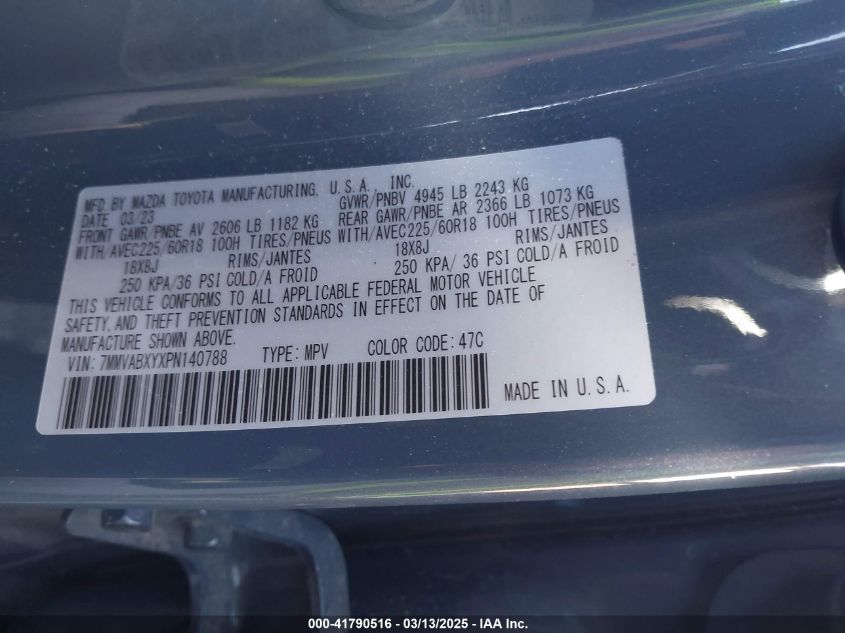 MFD. BY MAZDA TOYOTA MANUFACTURING, U.S.A., INC.
DATE 03/23 GVWR/PNBV 4945 LB 2243 KG
FRONT GAWR/PNBE AV 2606 LB 1182 KG REAR GAWR/PNBE AR 2366 LB 1073 KG
WITH/AVEC225/60R18 100H TIRES/PNEUS WITH/AVEC225/60R18 100H TIRES/PNEUS
18X8J RIMS/JANTES 18X8J RIMS/JANTES
250 KPA/36 PSI COLD/A FROID 250 KPA/ 36 PSI COLD/A FROID
THIS VEHICLE CONFORMS TO ALL APPLICABLE FEDERAL MOTOR VEHICLE
SAFETY, AND THEFT PREVENTION STANDARDS IN EFFECT ON THE DATE OF
MANUFACTURE SHOWN ABOVE.
VIN: 7MMVABXYXPN140788 TYPE: MPV COLOR CODE: 47C
MADE IN U.S.A.
000-41790516 - 03/13/2025 - IAA Inc.